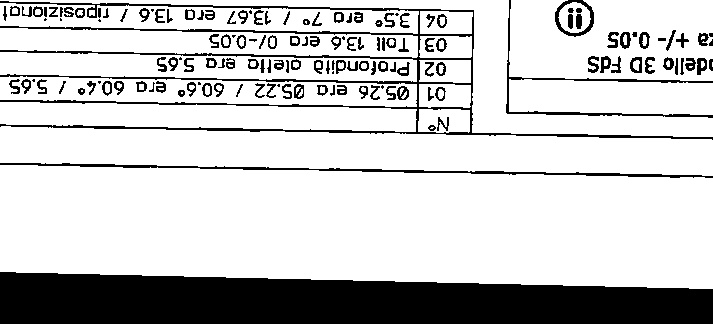 dello 3D FdS
za +/- 0.05
ii
N°
01 Ø5.26 era Ø5.22 / 60.6° era 60.4° / 5.65
02 Profondità aletta era 5.65
03 Toll 13.6 era 0/-0.05
04 3.5° era 7° / 13.67 era 13.6 / riposizionat